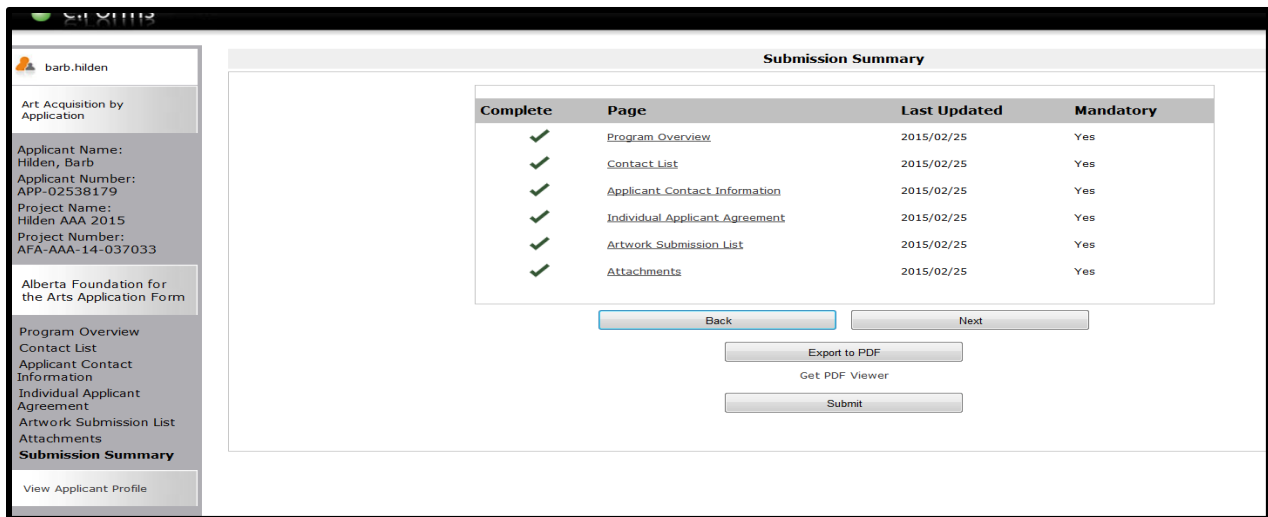 barb.hilden
Art Acquisition by
Application
Applicant Name:
Hilden, Barb
Applicant Number:
APP-02538179
Project Name:
Hilden AAA 2015
Project Number:
AFA-AAA-14-037033
Alberta Foundation for
the Arts Application Form
Program Overview
Contact List
Applicant Contact
Information
Individual Applicant
Agreement
Artwork Submission List
Attachments
Submission Summary
View Applicant Profile
Submission Summary
Complete Page Last Updated Mandatory
Program Overview 2015/02/25 Yes
Contact List 2015/02/25 Yes
Applicant Contact Information 2015/02/25 Yes
Individual Applicant Agreement 2015/02/25 Yes
Artwork Submission List 2015/02/25 Yes
Attachments 2015/02/25 Yes
Back Next
Export to PDF
Get PDF Viewer
Submit